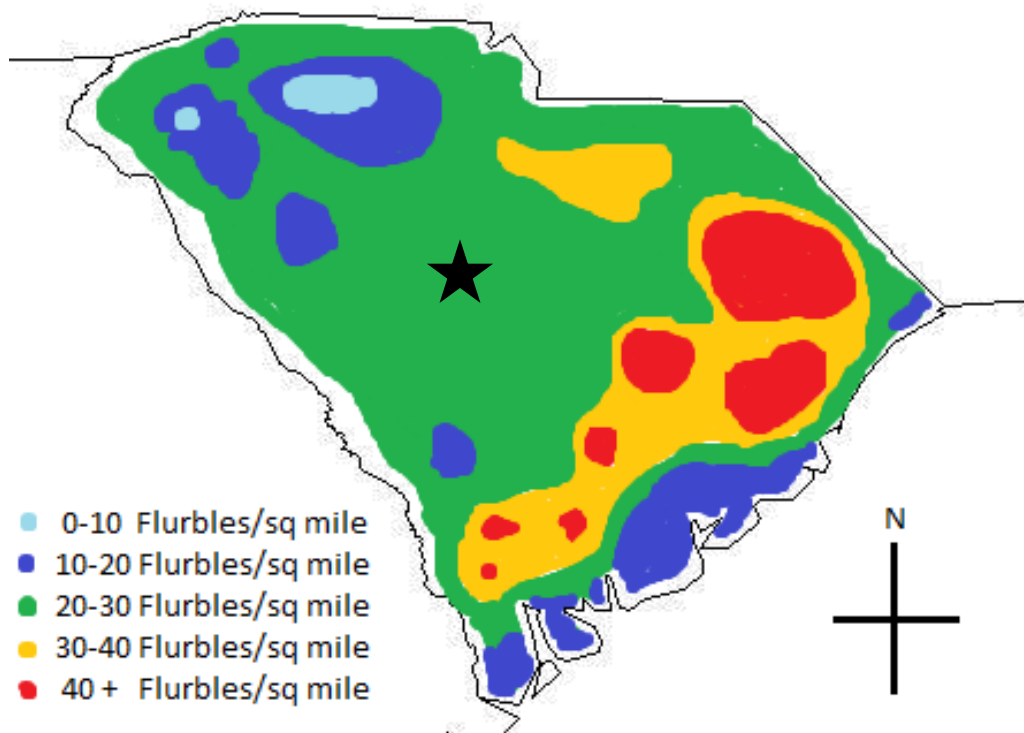 N
0-10 Flurbles/sq mile
10-20 Flurbles/sq mile
20-30 Flurbles/sq mile
30-40 Flurbles/sq mile
40 + Flurbles/sq mile